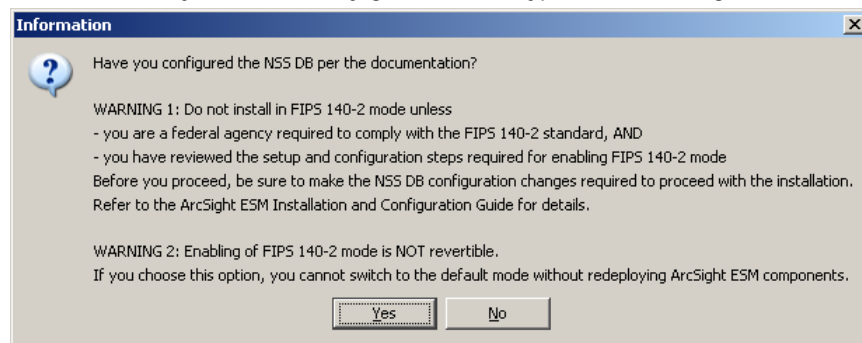 Information
Have you configured the NSS DB per the documentation?
WARNING 1: Do not install in FIPS 140-2 mode unless
- you are a federal agency required to comply with the FIPS 140-2 standard, AND
- you have reviewed the setup and configuration steps required for enabling FIPS 140-2 mode
Before you proceed, be sure to make the NSS DB configuration changes required to proceed with the installation.
Refer to the ArcSight ESM Installation and Configuration Guide for details.
WARNING 2: Enabling of FIPS 140-2 mode is NOT revertible.
If you choose this option, you cannot switch to the default mode without redeploying ArcSight ESM components.
Yes No